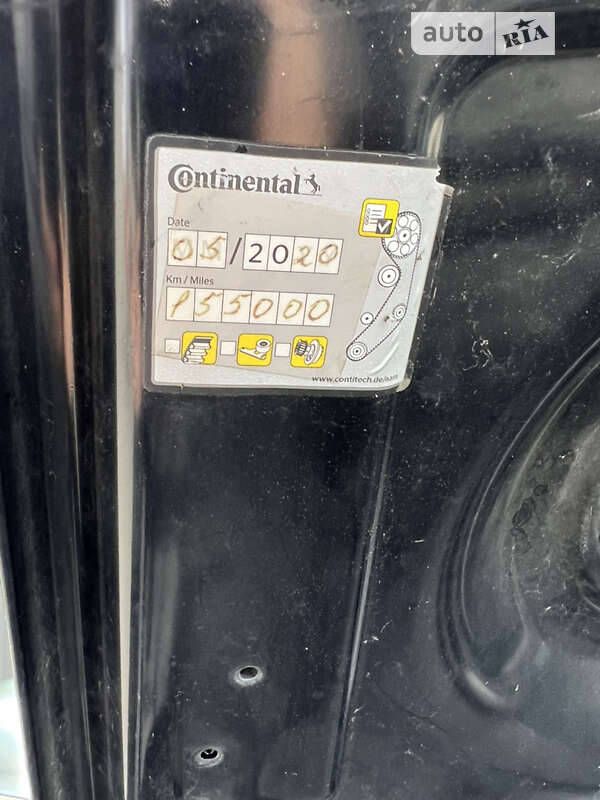 auto RIA
Continental
Date
05/2020
Km / Miles
155000
www.contitech.de/aam